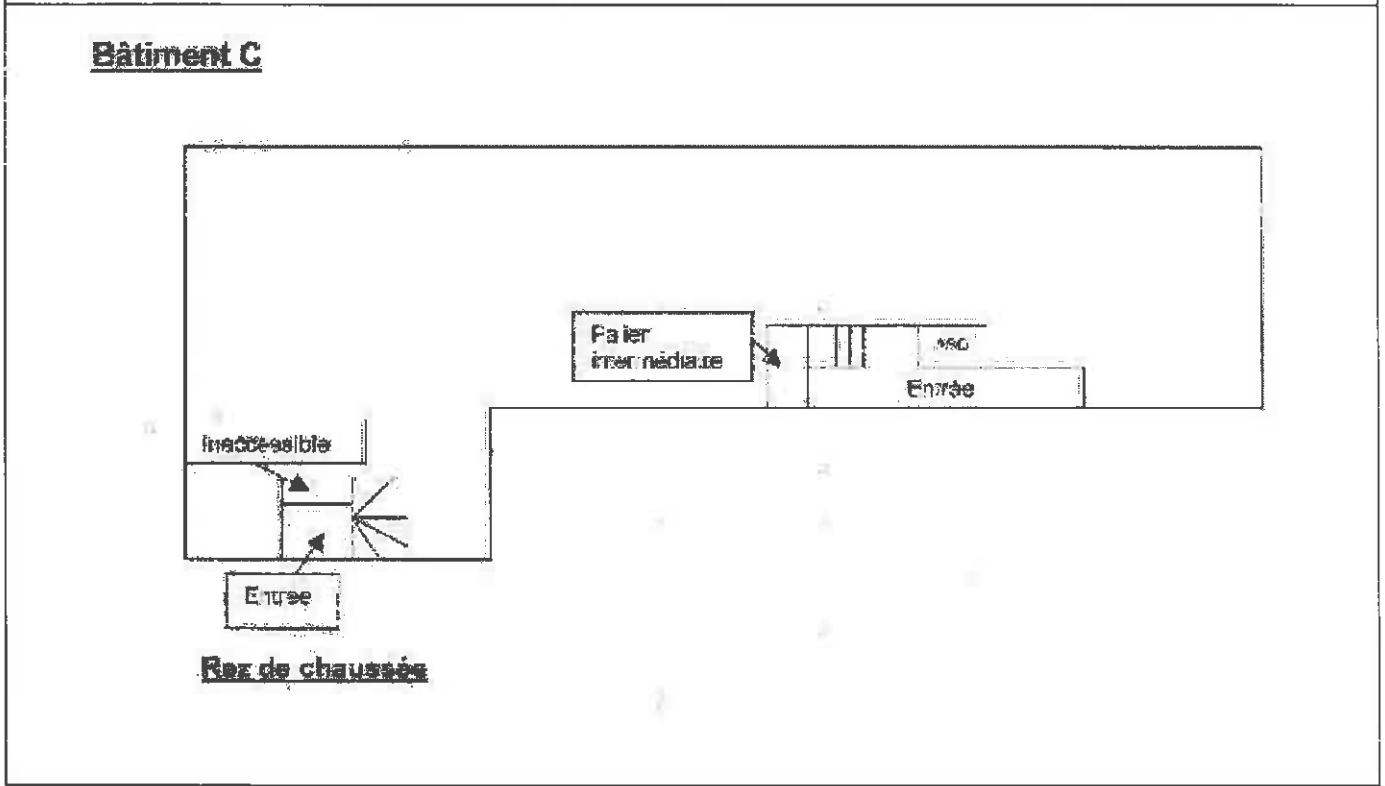 Bâtiment C
Palier
intermédiaire
Entrée
Inaccessible
Entrée
Rez de chaussée